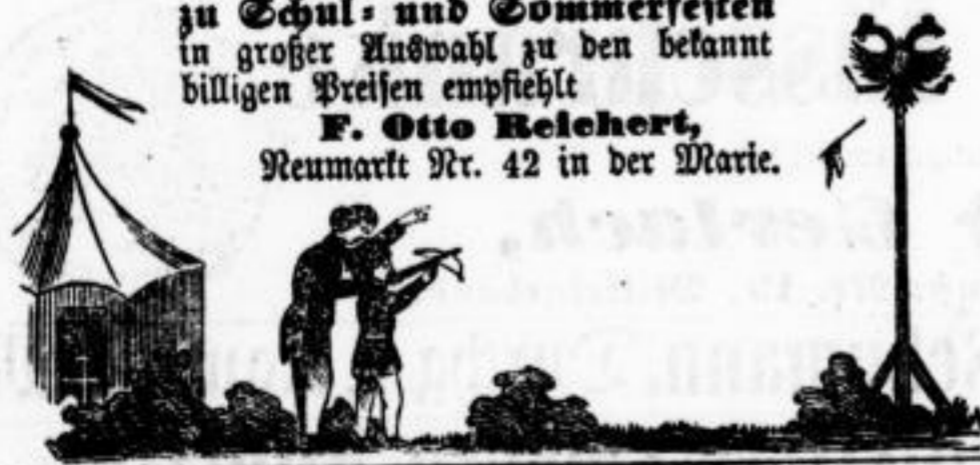 zu Schul- und Sommerfesten
in großer Auswahl zu den bekannt
billigen Preisen empfiehlt
F. Otto Reichert,
Neumarkt Nr. 42 in der Marie.